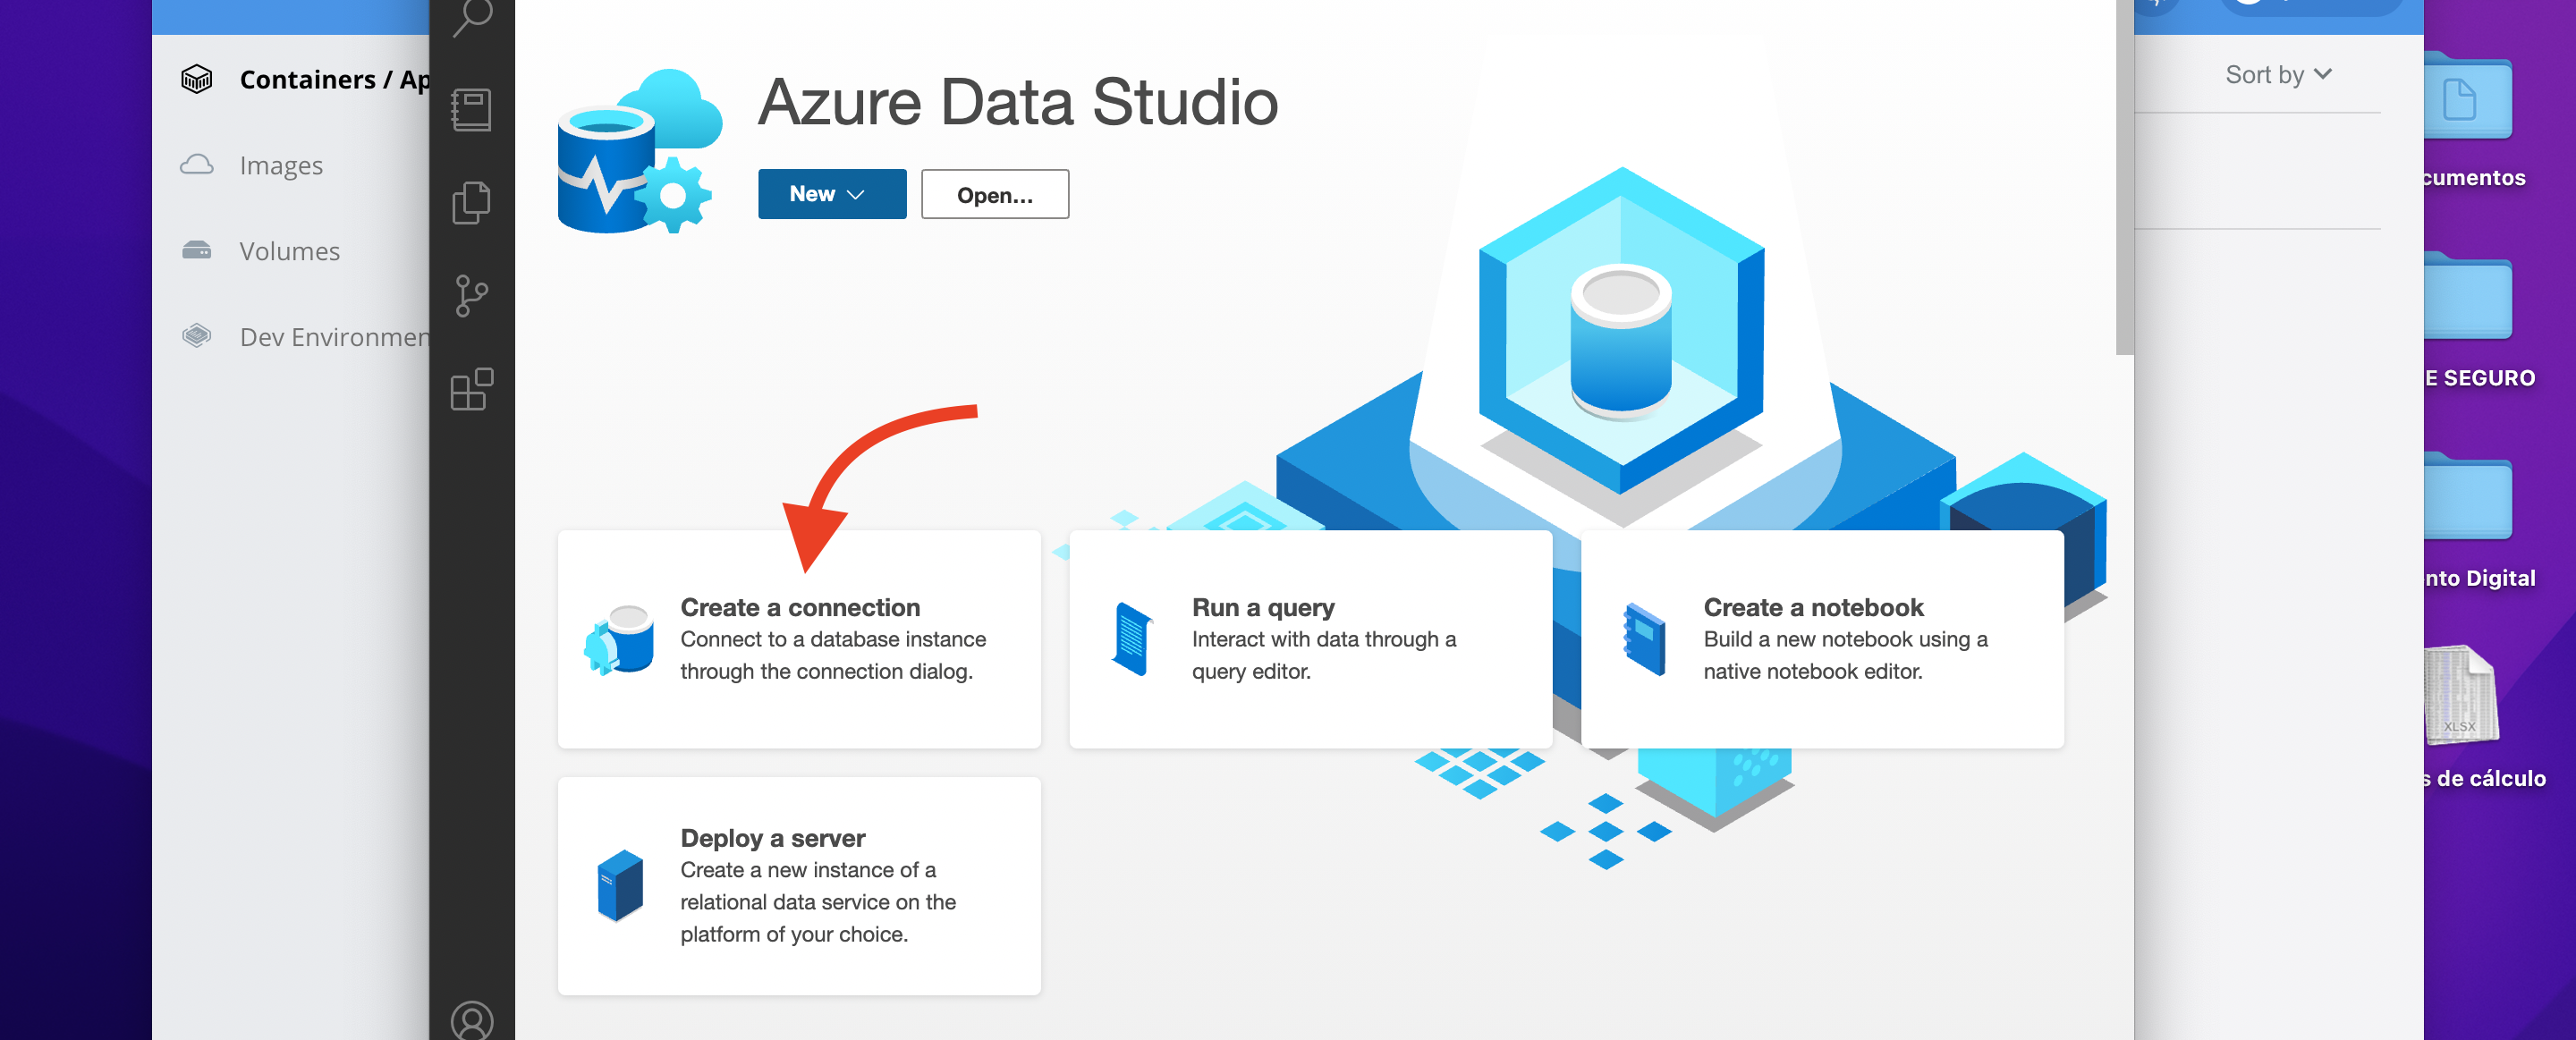 Containers / Ap
Images
Volumes
Dev Environmen
Azure Data Studio
New
Open...
Create a connection
Connect to a database instance
through the connection dialog.
Run a query
Interact with data through a
query editor.
Create a notebook
Build a new notebook using a
native notebook editor.
Deploy a server
Create a new instance of a
relational data service on the
platform of your choice.
Sort by
cumentos
E SEGURO
nto Digital
XLSX
s de cálculo